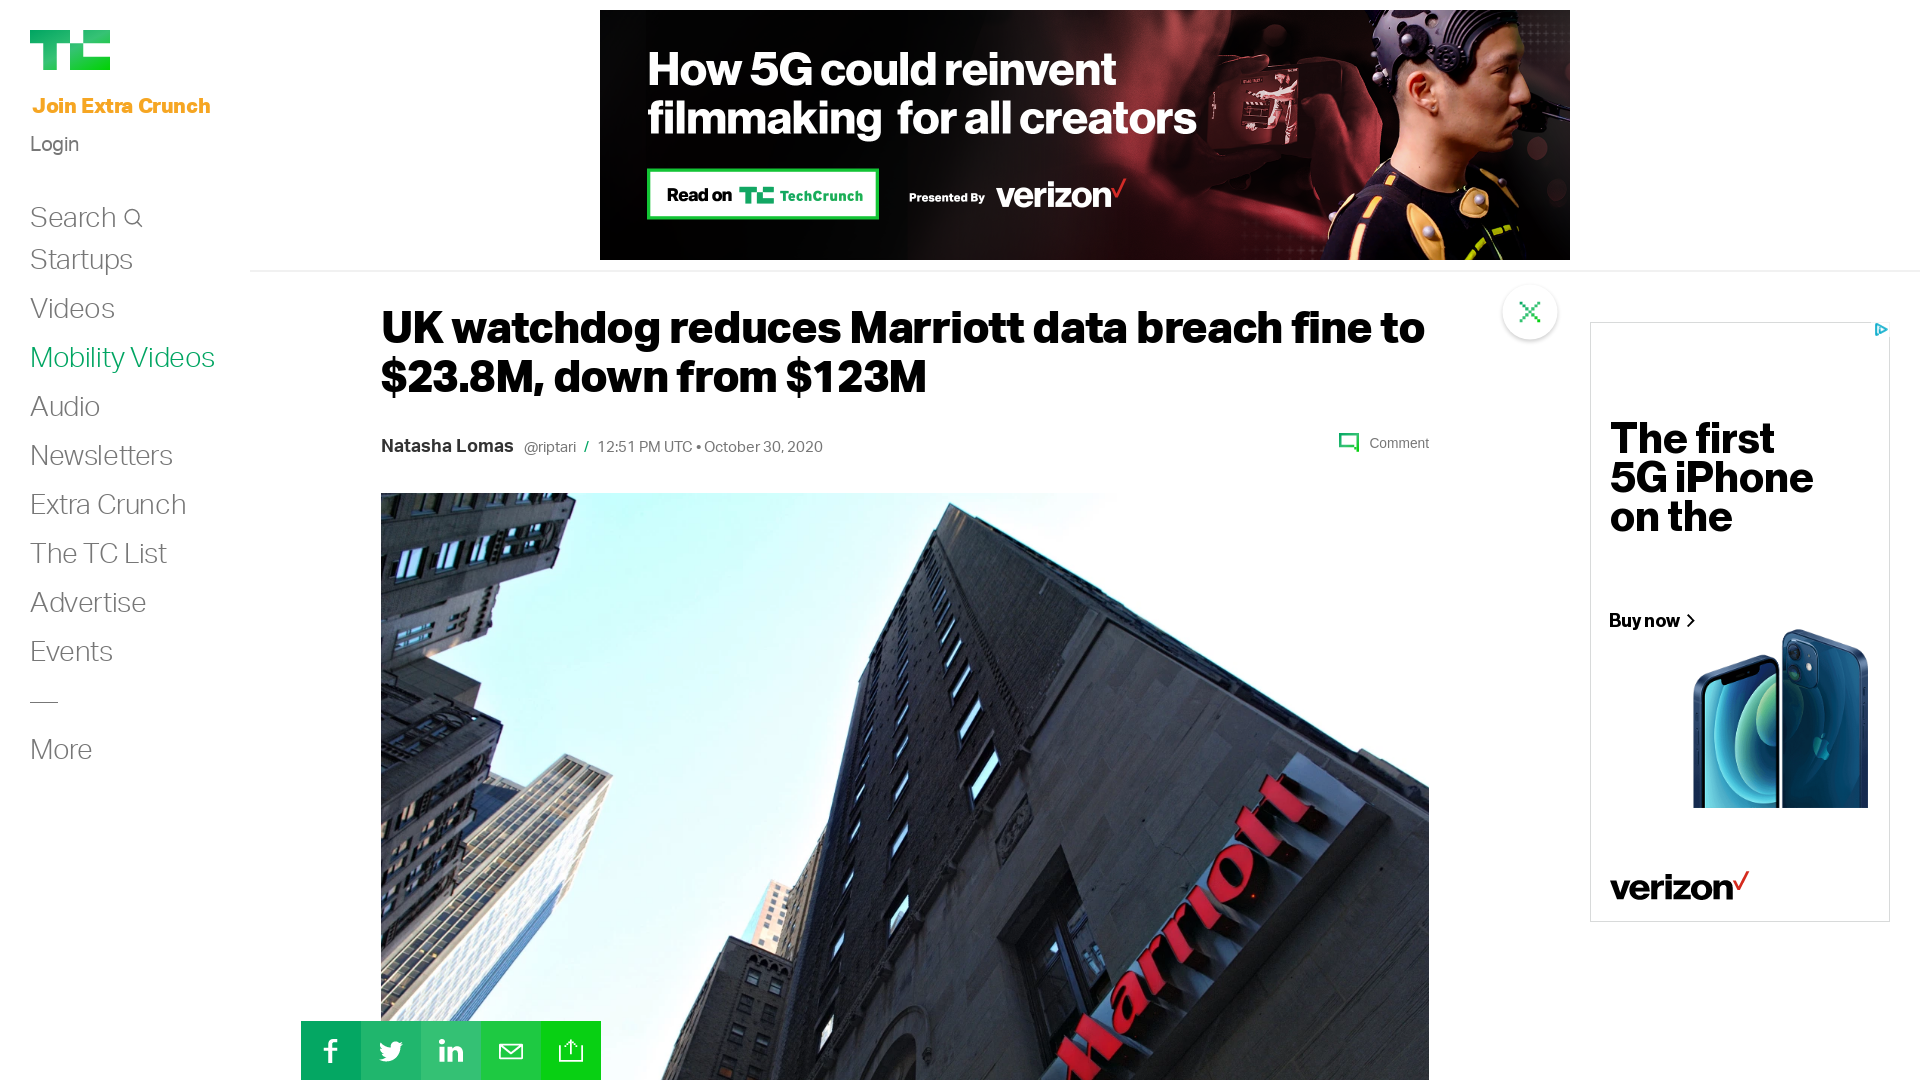 Join Extra Crunch
Login
Search
Startups
Videos
Mobility Videos
Audio
Newsletters
Extra Crunch
The TC List
Advertise
Events
More
How 5G could reinvent
filmmaking for all creators
Read on TC TechCrunch
Presented By verizon
UK watchdog reduces Marriott data breach fine to
$23.8M, down from $123M
Natasha Lomas @riptari / 12:51 PM UTC • October 30, 2020
Comment
Marriott
The first
5G iPhone
on the
Buy now
verizon